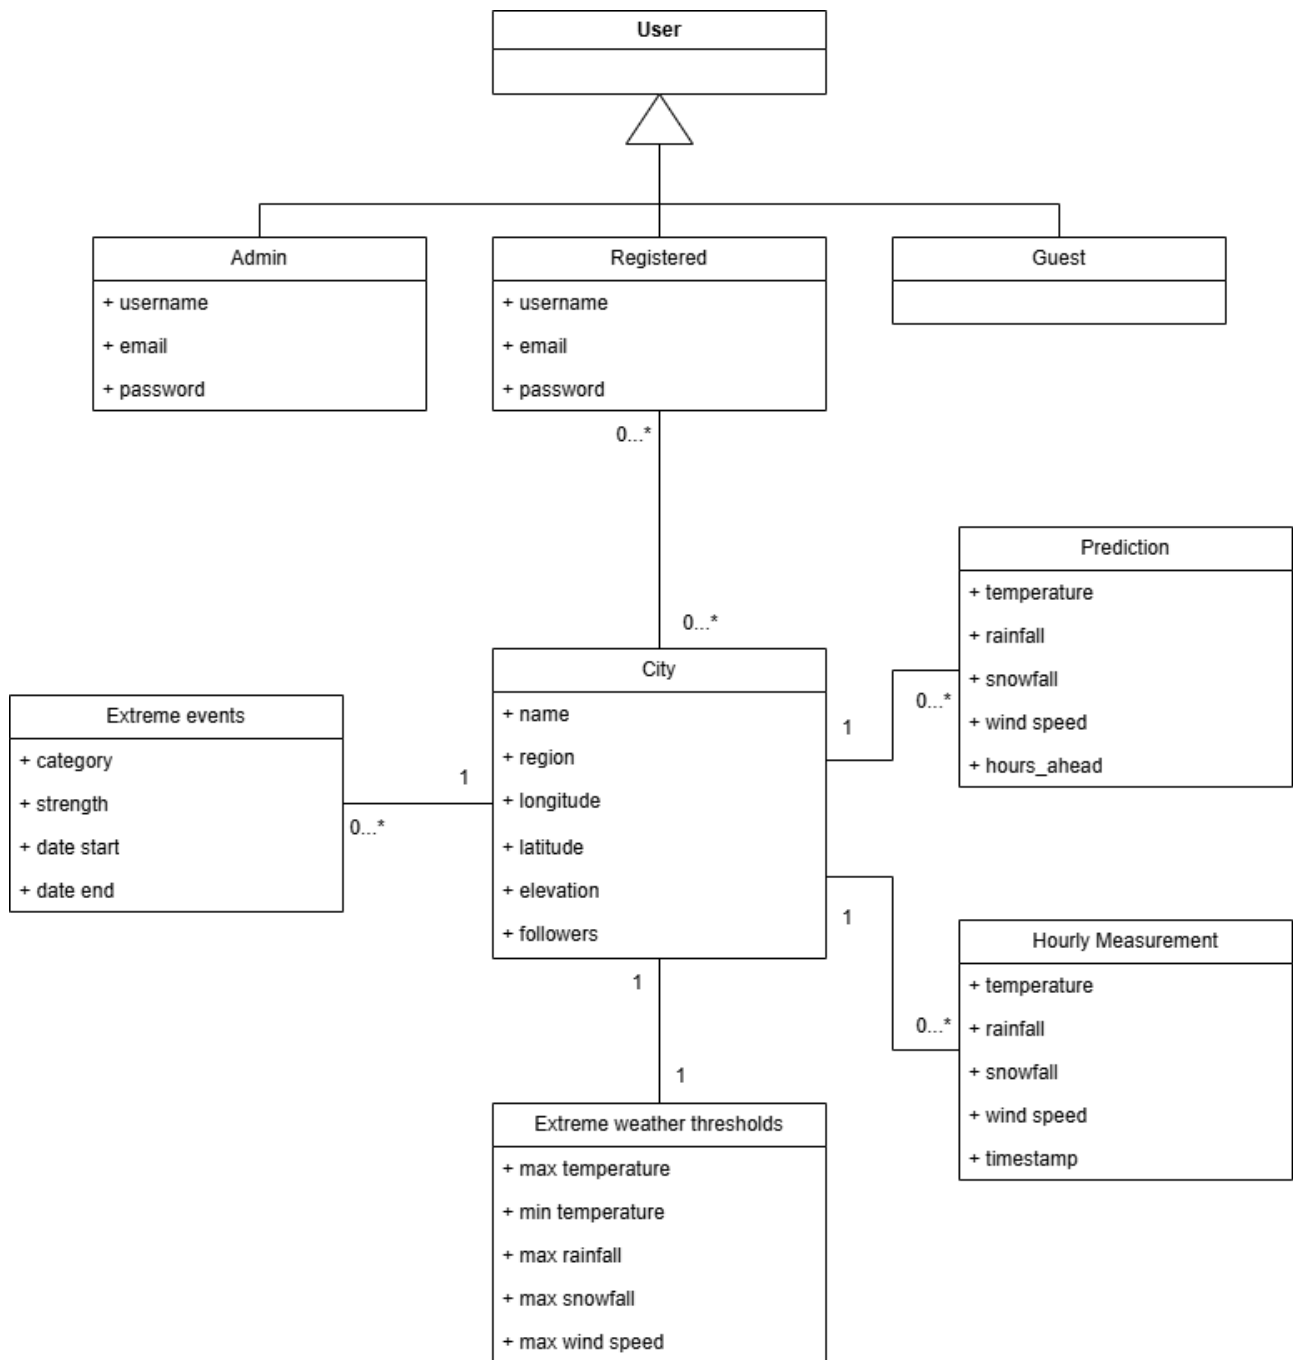 User
Admin
+ username
+ email
+ password
Registered
+ username
+ email
+ password
Guest
0...*
0...*
Prediction
+ temperature
+ rainfall
+ snowfall
+ wind speed
+ hours_ahead
City
+ name
+ region
+ longitude
+ latitude
+ elevation
+ followers
Extreme events
+ category
+ strength
+ date start
+ date end
1
0...*
1
0...*
1
0...*
Hourly Measurement
+ temperature
+ rainfall
+ snowfall
+ wind speed
+ timestamp
1
1
Extreme weather thresholds
+ max temperature
+ min temperature
+ max rainfall
+ max snowfall
+ max wind speed